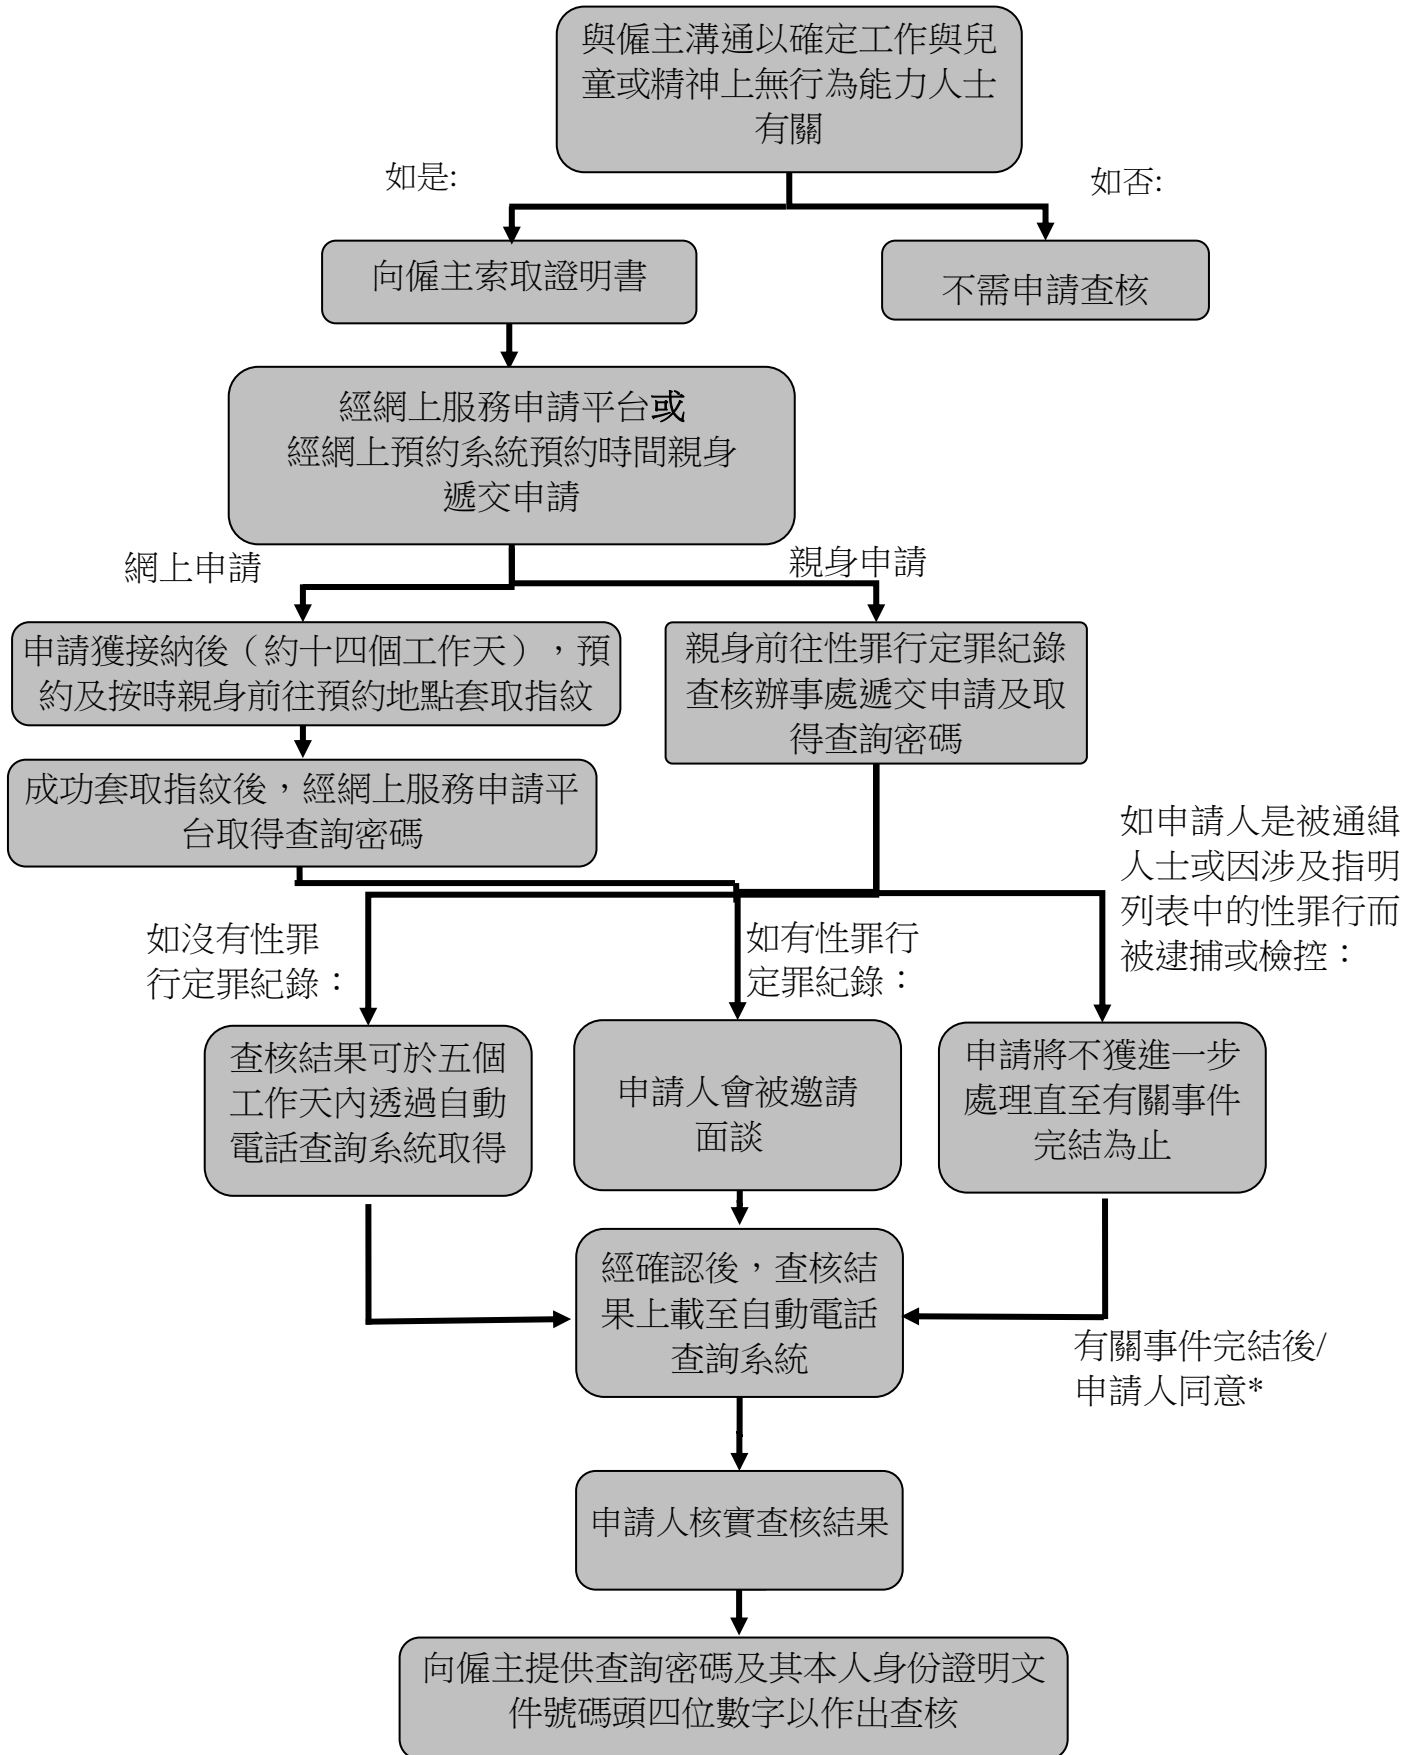 與僱主溝通以確定工作與兒
童或精神上無行為能力人士
有關
如是:
如否:
向僱主索取證明書
不需申請查核
經網上服務申請平台或
經網上預約系統預約時間親身
遞交申請
網上申請
親身申請
申請獲接納後（約十四個工作天），預
約及按時親身前往預約地點套取指紋
親身前往性罪行定罪紀錄
查核辦事處遞交申請及取
得查詢密碼
成功套取指紋後，經網上服務申請平
台取得查詢密碼
如申請人是被通緝
人士或因涉及指明
列表中的性罪行而
被逮捕或檢控：
如沒有性罪
行定罪紀錄：
如有性罪行
定罪紀錄：
查核結果可於五個
工作天內透過自動
電話查詢系統取得
申請人會被邀請
面談
申請將不獲進一步
處理直至有關事件
完結為止
經確認後，查核結
果上載至自動電話
查詢系統
有關事件完結後/
申請人同意*
申請人核實查核結果
向僱主提供查詢密碼及其本人身份證明文
件號碼頭四位數字以作出查核